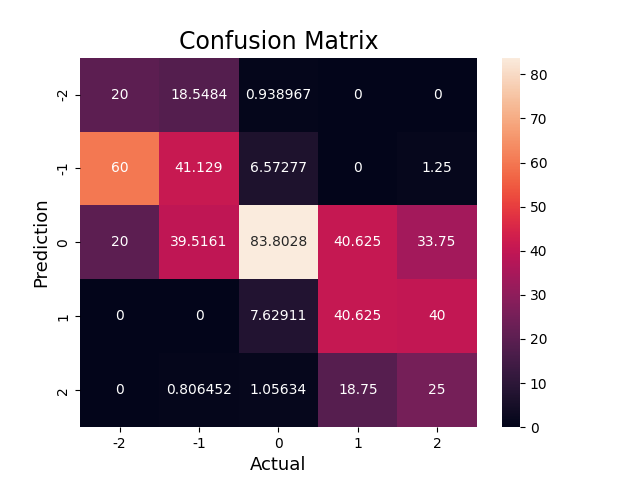 Confusion Matrix
-2 20 18.5484 0.938967 0 0
-1 60 41.129 6.57277 0 1.25
0 20 39.5161 83.8028 40.625 33.75
1 0 0 7.62911 40.625 40
2 0 0.806452 1.05634 18.75 25
-2 -1 0 1 2
Actual
Prediction
80
70
60
50
40
30
20
10
0